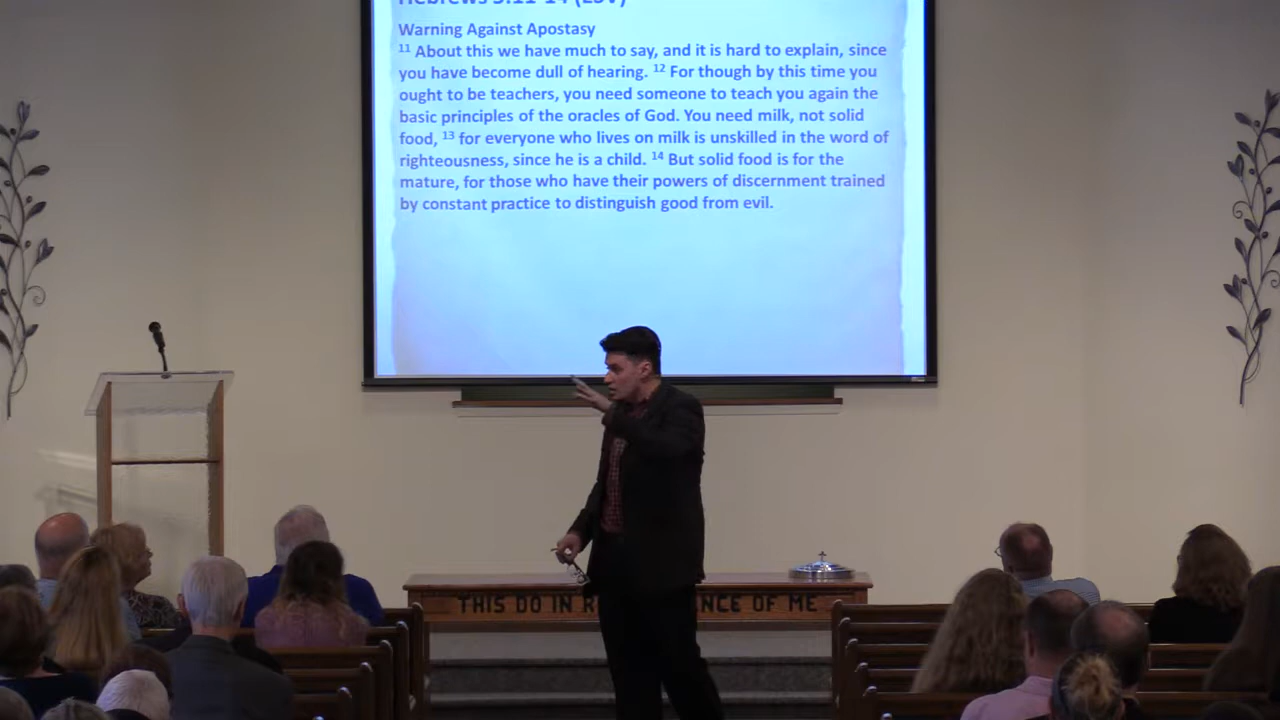 Hebrews 5:11-14 (ESV)
Warning Against Apostasy
11 About this we have much to say, and it is hard to explain, since
you have become dull of hearing. 12 For though by this time you
ought to be teachers, you need someone to teach you again the
basic principles of the oracles of God. You need milk, not solid
food, 13 for everyone who lives on milk is unskilled in the word of
righteousness, since he is a child. 14 But solid food is for the
mature, for those who have their powers of discernment trained
by constant practice to distinguish good from evil.
THIS DO IN R NCE OF ME